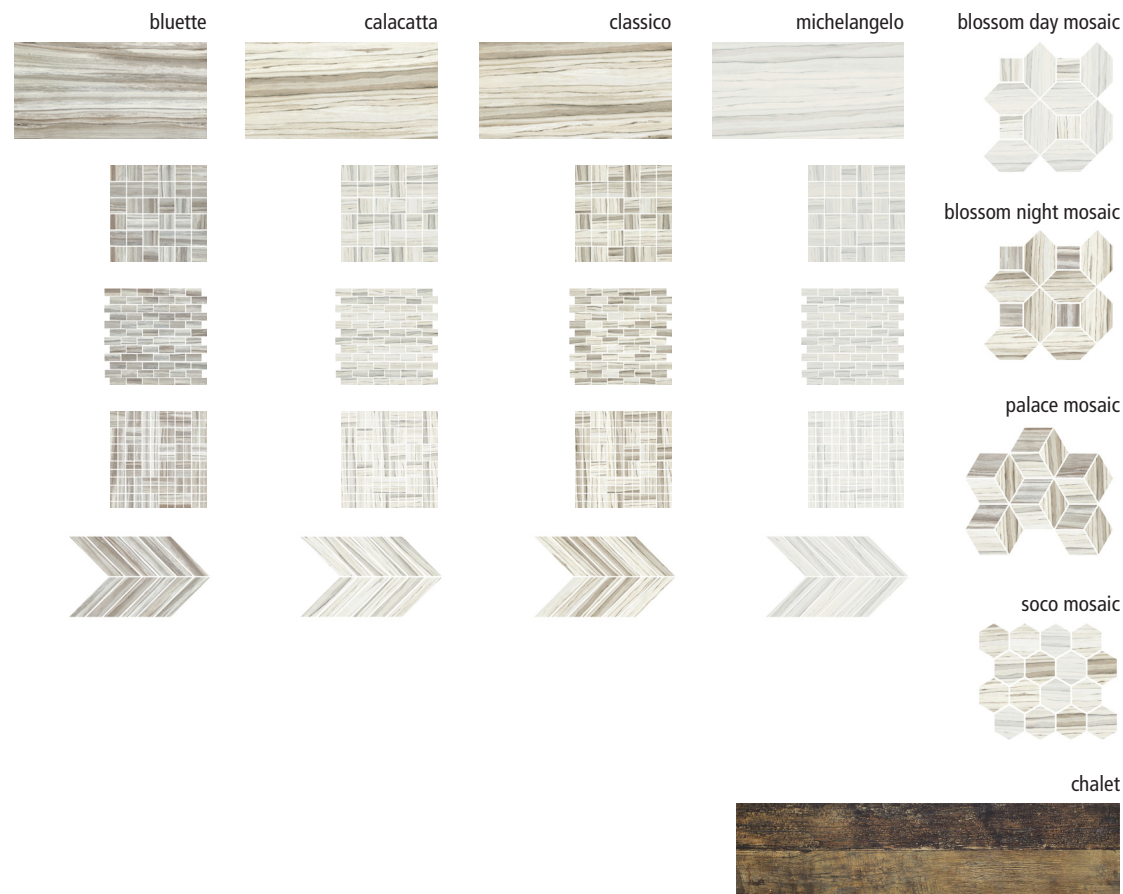 bluette
calacatta
classico
michelangelo
blossom day mosaic
blossom night mosaic
palace mosaic
soco mosaic
chalet